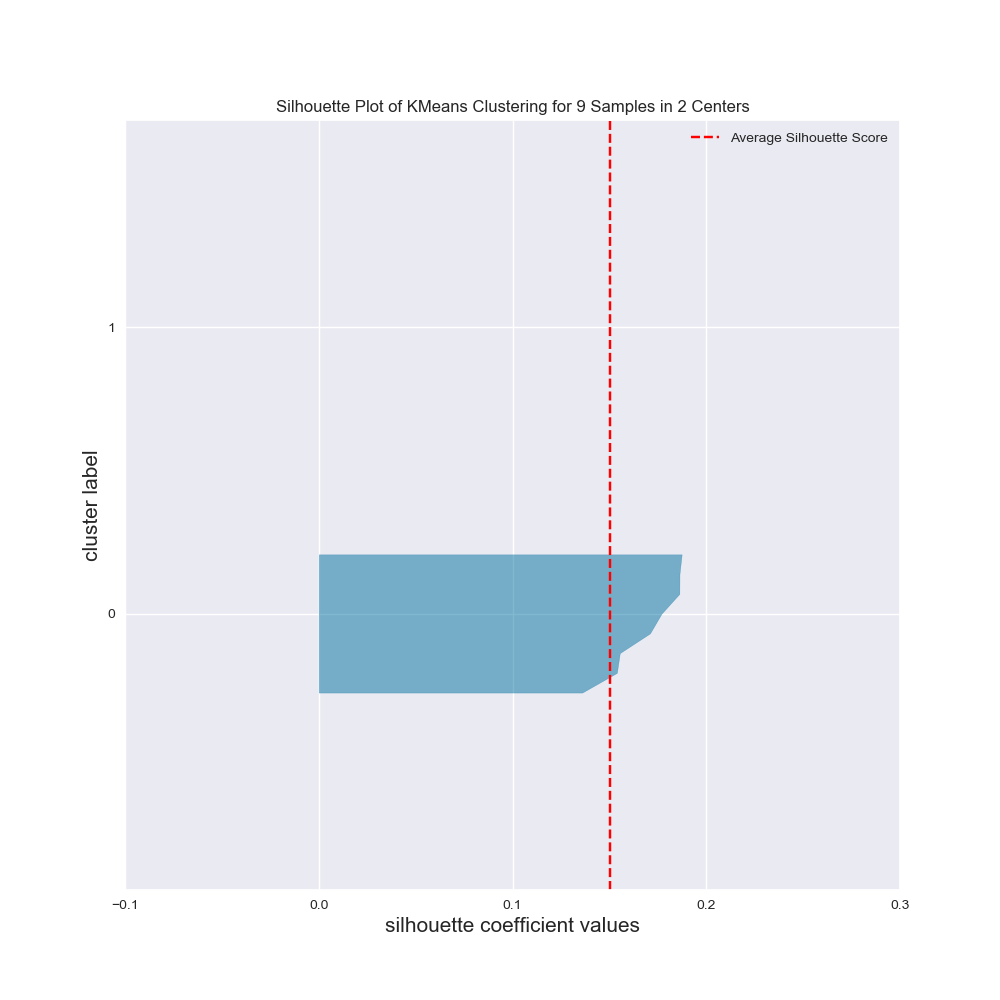 Silhouette Plot of KMeans Clustering for 9 Samples in 2 Centers
Average Silhouette Score
1
cluster label
0
−0.1
0.0
0.1
0.2
0.3
silhouette coefficient values